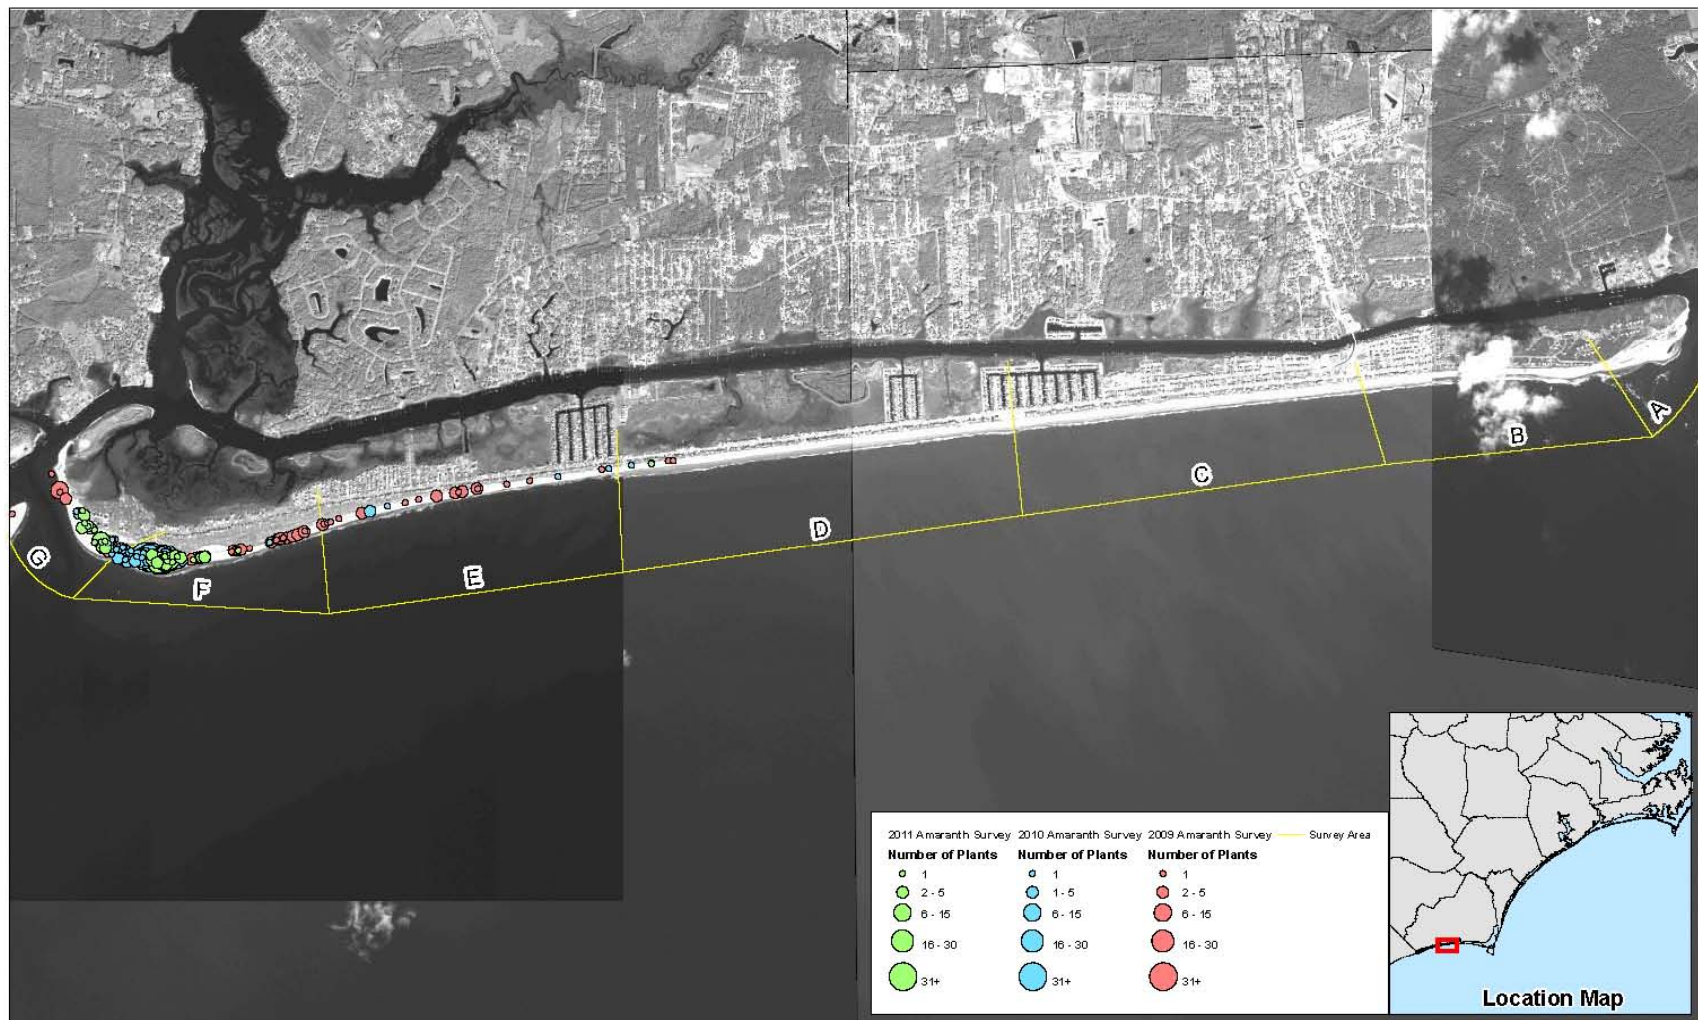 A
B
C
D
E
F
G
2011 Amaranth Survey 2010 Amaranth Survey 2009 Amaranth Survey Survey Area
Number of Plants Number of Plants Number of Plants
1 1 1
2 - 5 1 - 5 2 - 5
6 - 15 6 - 15 6 - 15
16 - 30 16 - 30 16 - 30
31+ 31+ 31+
Location Map